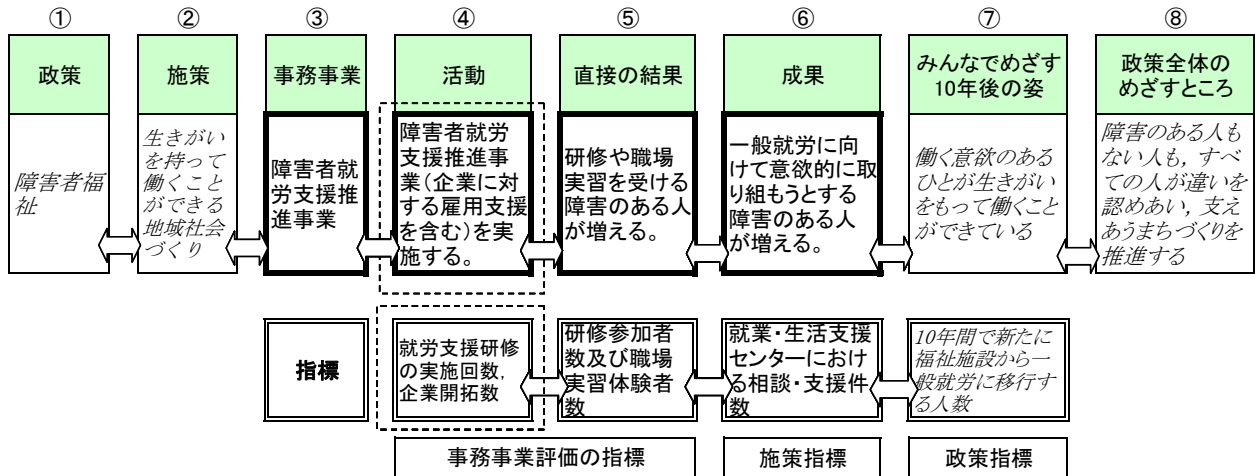 ① ② ③ ④ ⑤ ⑥ ⑦ ⑧
政策
施策
事務事業
活動
直接の結果
成果
みんなでめざす
10年後の姿
政策全体の
めざすところ
障害者福
祉
生きがい
を持って
働くこと
ができる
地域社会
づくり
障害者就
労支援推
進事業
障害者就労
支援推進事
業(企業に対
する雇用支援
を含む)を実
施する。
研修や職場
実習を受ける
障害のある人
が増える。
一般就労に向
けて意欲的に取
り組もうとする
障害のある人
が増える。
働く意欲のある
ひとが生きがい
をもって働くこと
ができている
障害のある人も
ない人も，すべ
ての人が違いを
認めあい，支え
あうまちづくりを
推進する
指標
就労支援研修
の実施回数，
企業開拓数
研修参加者
数及び職場
実習体験者
数
就業・生活支援
センターにおけ
る相談・支援件
数
10年間で新たに
福祉施設から一
般就労に移行す
る人数
事務事業評価の指標
施策指標
政策指標